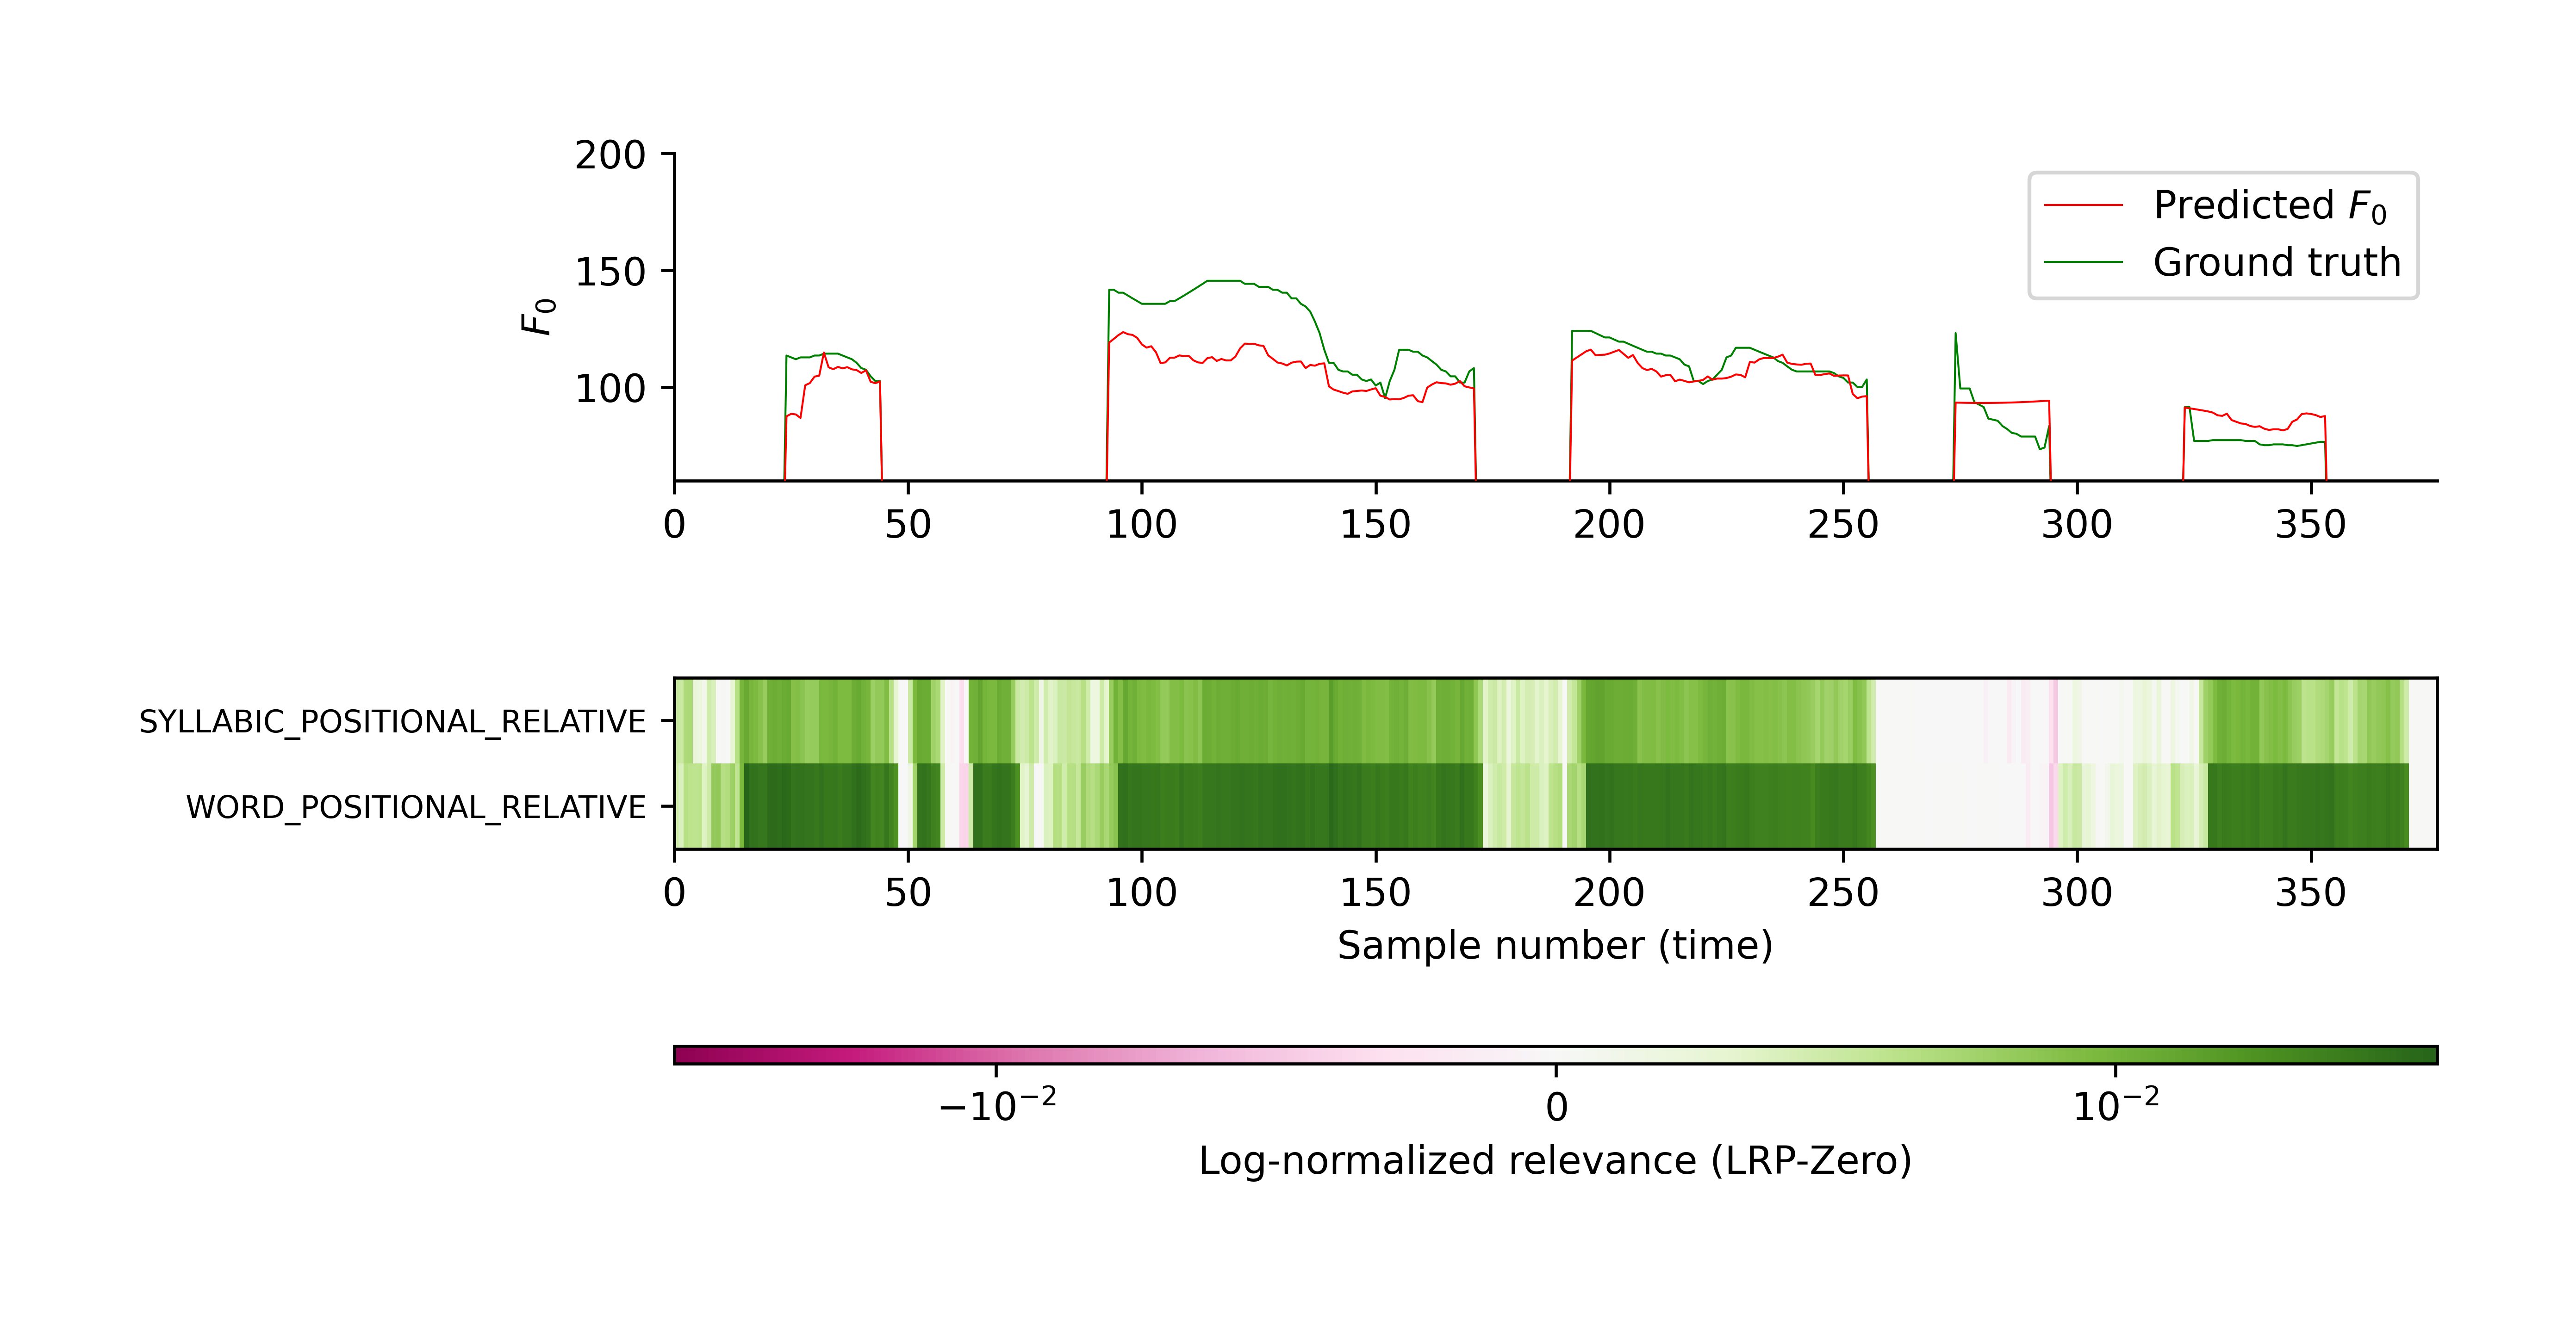 200
150
100
F₀
Predicted F₀
Ground truth
0 50 100 150 200 250 300 350
SYLLABIC_POSITIONAL_RELATIVE
WORD_POSITIONAL_RELATIVE
0 50 100 150 200 250 300 350
Sample number (time)
−10⁻² 0 10⁻²
Log-normalized relevance (LRP-Zero)